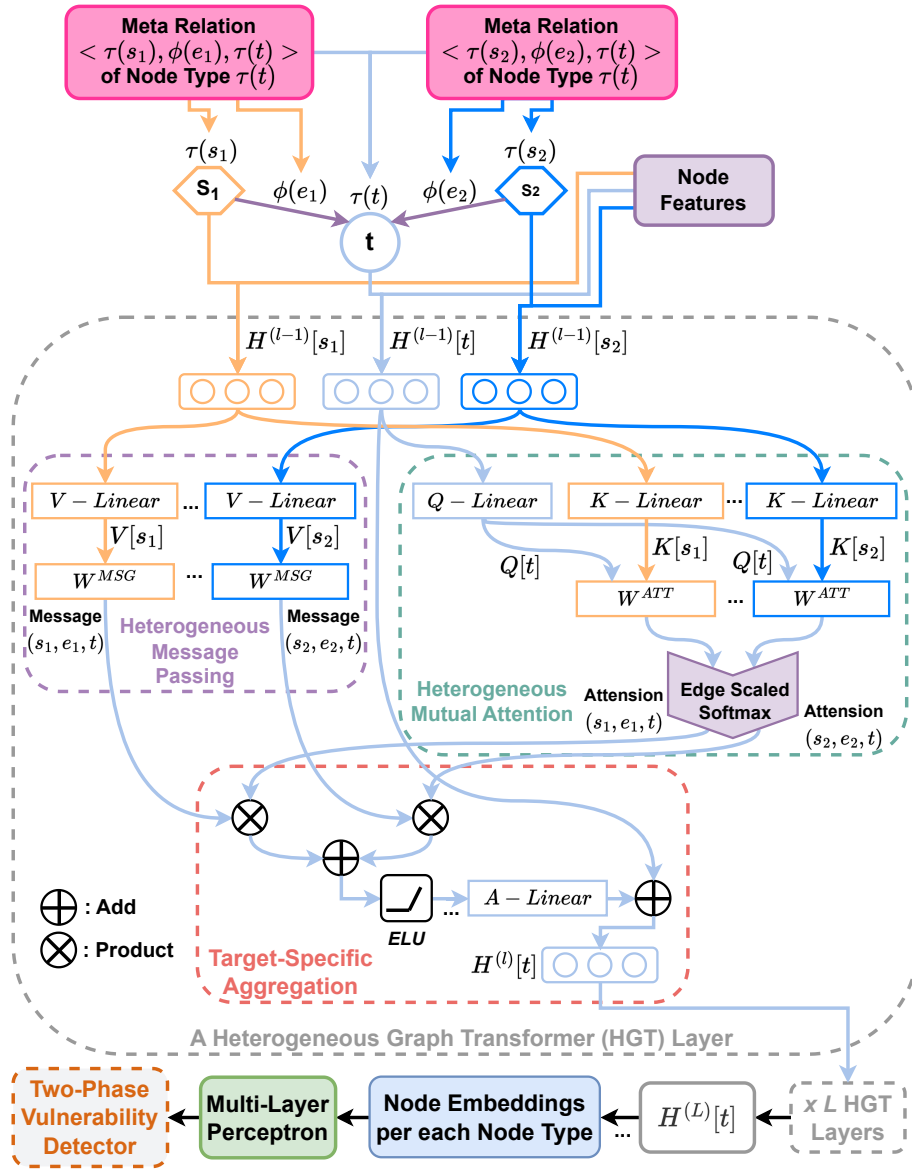 Meta Relation
< τ(s₁), ϕ(e₁), τ(t) >
of Node Type τ(t)
Meta Relation
< τ(s₂), ϕ(e₂), τ(t) >
of Node Type τ(t)
τ(s₁)
τ(s₂)
S₁
ϕ(e₁)
τ(t)
ϕ(e₂)
S₂
Node
Features
t
H⁽ˡ⁻¹⁾[s₁]
H⁽ˡ⁻¹⁾[t]
H⁽ˡ⁻¹⁾[s₂]
V − Linear
...
V − Linear
Q − Linear
K − Linear
...
K − Linear
V[s₁]
V[s₂]
Q[t]
K[s₁]
Q[t]
K[s₂]
W^{MSG}
...
W^{MSG}
W^{ATT}
...
W^{ATT}
Message
(s₁, e₁, t)
Message
(s₂, e₂, t)
Heterogeneous
Message
Passing
Heterogeneous
Mutual Attention
Attension
(s₁, e₁, t)
Edge Scaled
Softmax
Attension
(s₂, e₂, t)
: Add
: Product
ELU
...
A − Linear
Target-Specific
Aggregation
H⁽ˡ⁾[t]
A Heterogeneous Graph Transformer (HGT) Layer
Two-Phase
Vulnerability
Detector
Multi-Layer
Perceptron
Node Embeddings
per each Node Type
...
H⁽ᴸ⁾[t]
x L HGT
Layers